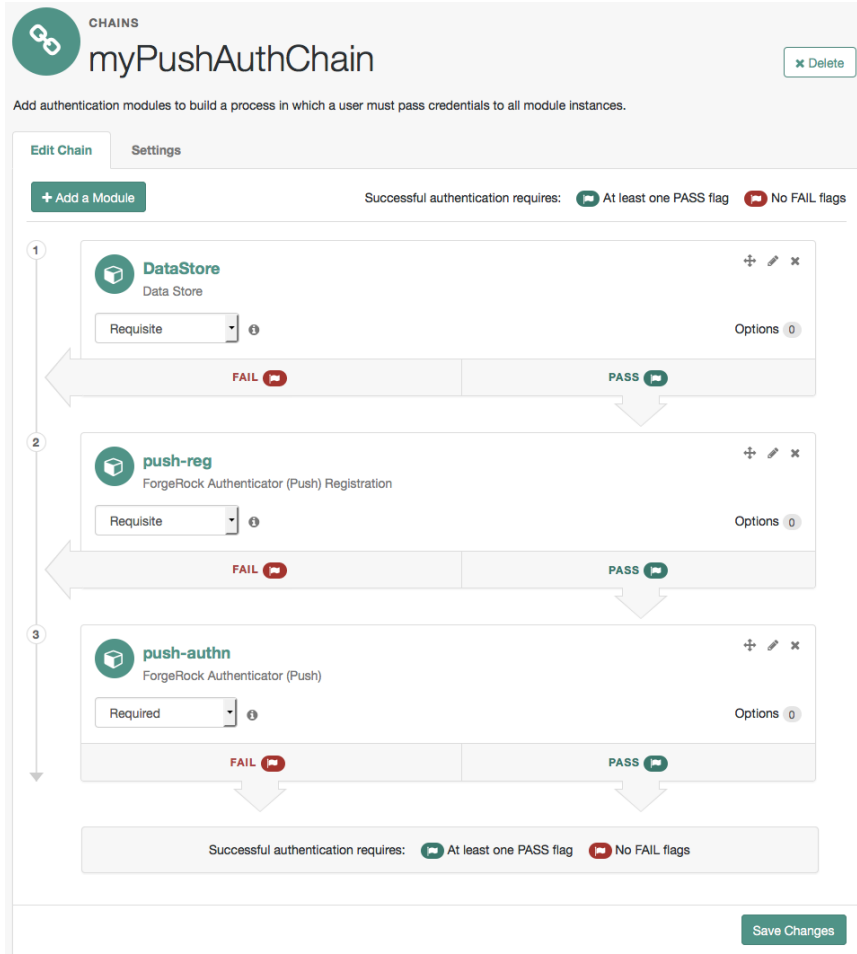 CHAINS
myPushAuthChain
Delete
Add authentication modules to build a process in which a user must pass credentials to all module instances.
Edit Chain Settings
+ Add a Module Successful authentication requires: At least one PASS flag No FAIL flags
1
DataStore
Data Store
Requisite Options 0
FAIL PASS
2
push-reg
ForgeRock Authenticator (Push) Registration
Requisite Options 0
FAIL PASS
3
push-authn
ForgeRock Authenticator (Push)
Required Options 0
FAIL PASS
Successful authentication requires: At least one PASS flag No FAIL flags
Save Changes